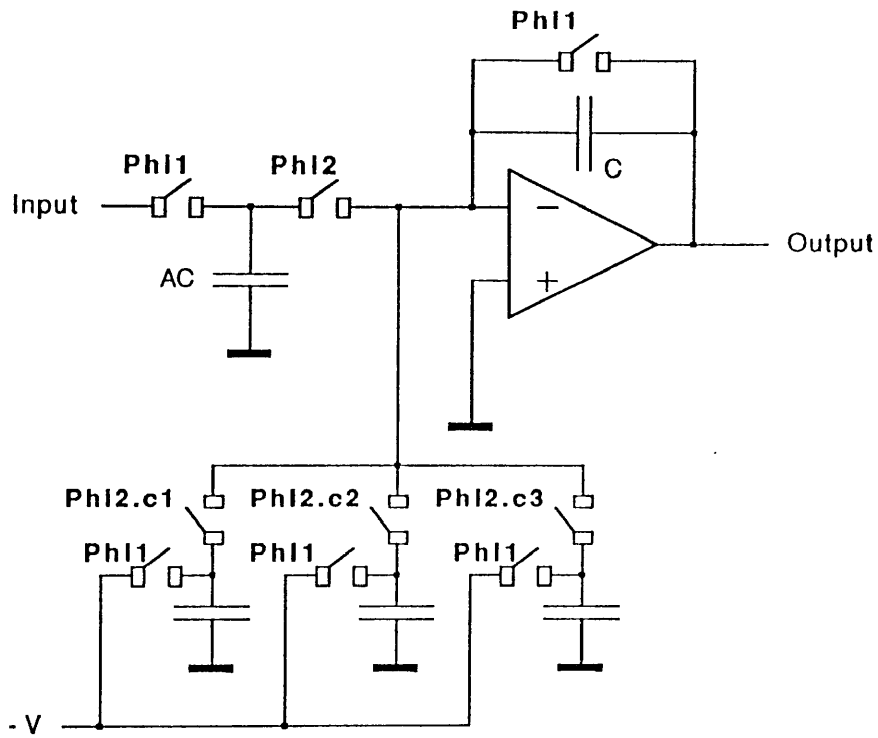 Phi1
Phi1 Phi2
C
Input
−
Output
AC
+
Phi2.c1 Phi2.c2 Phi2.c3
Phi1 Phi1 Phi1
- V